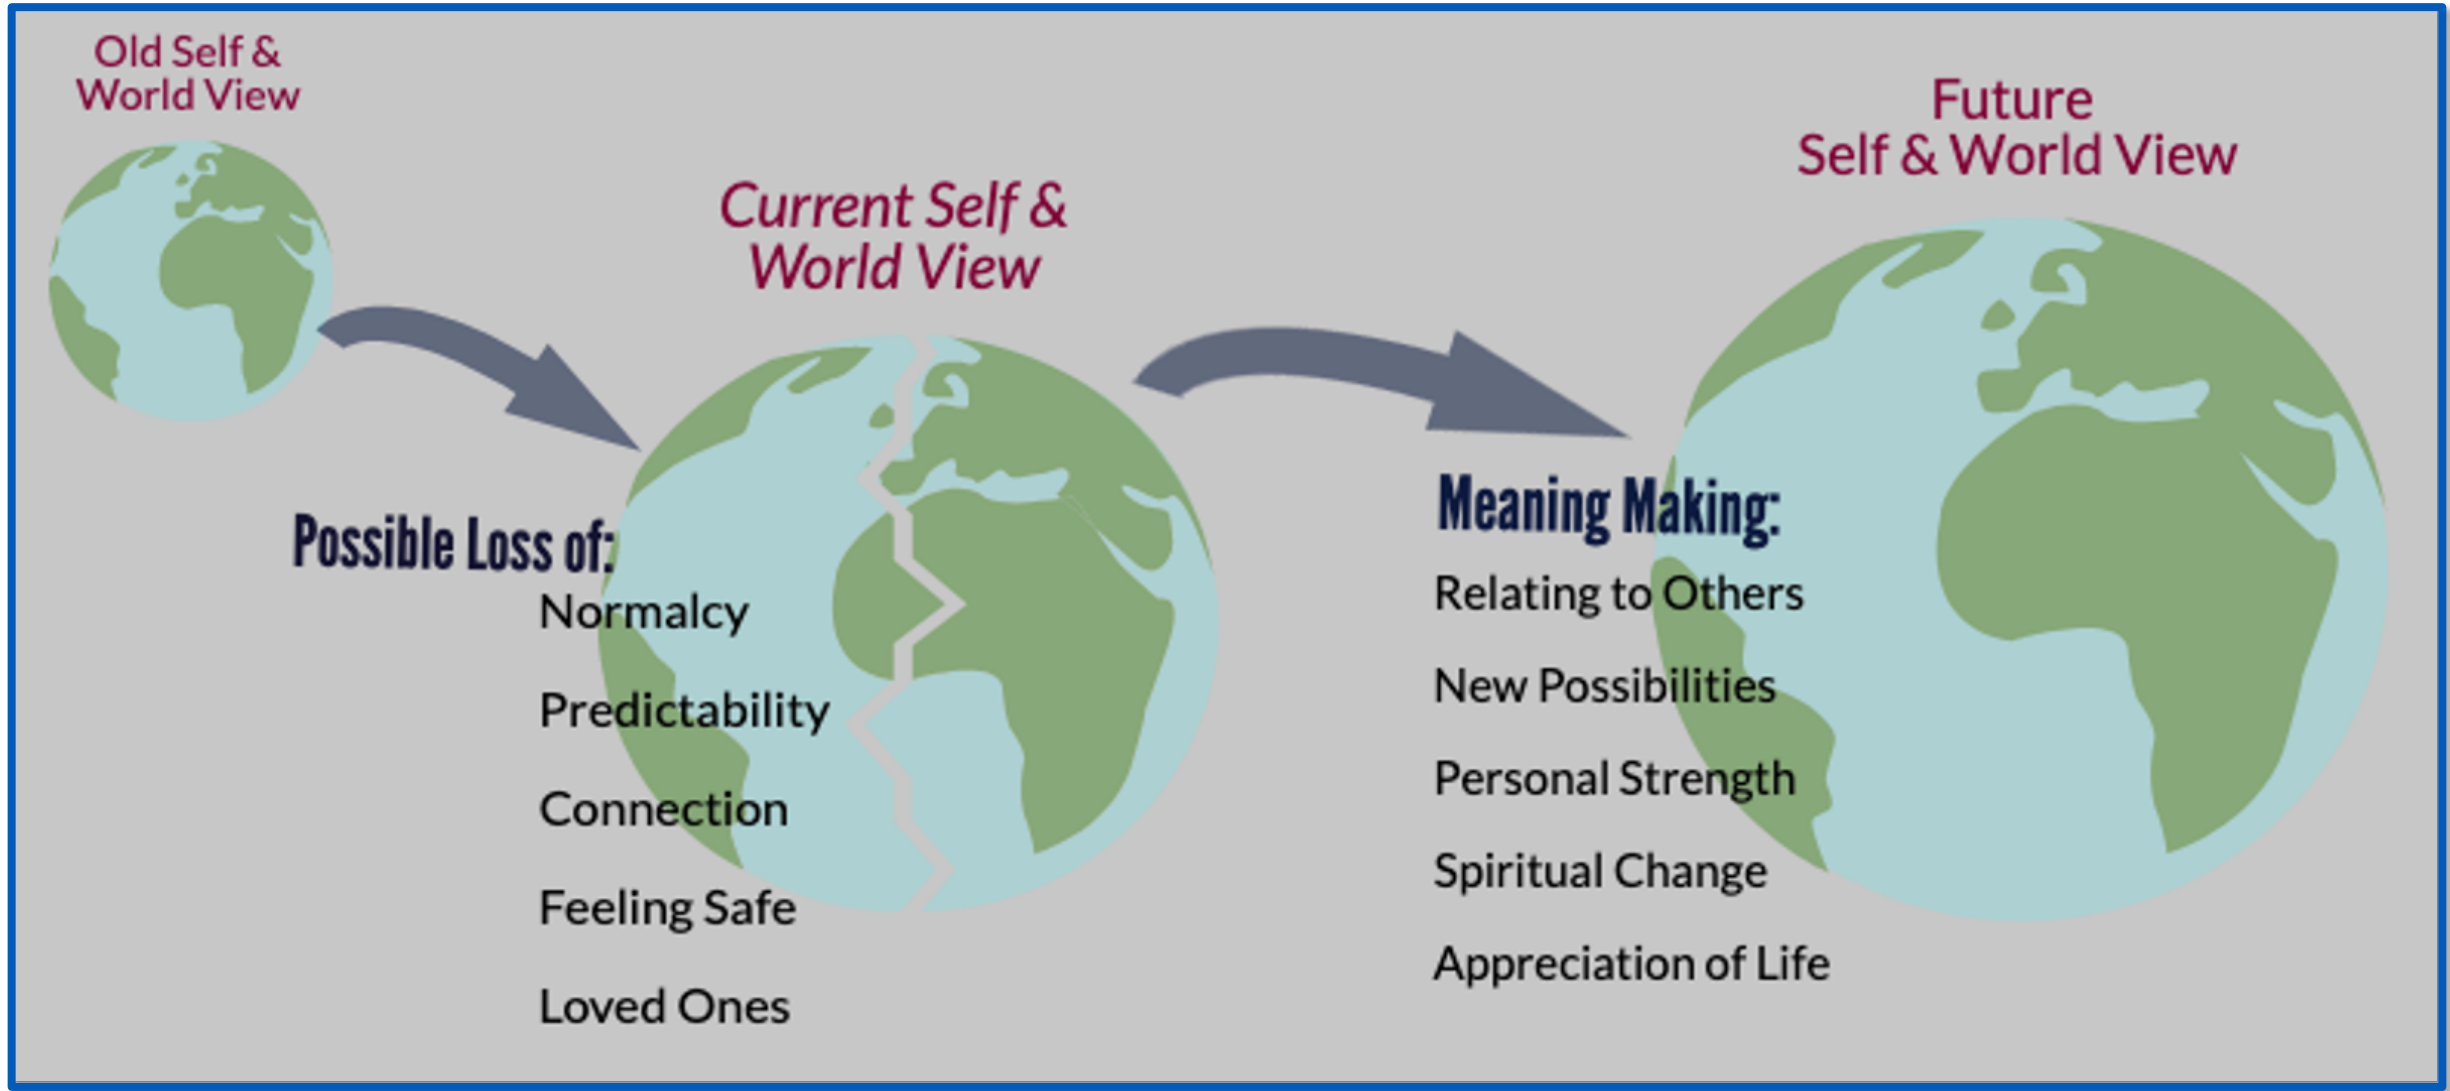 Old Self &
World View
Current Self &
World View
Future
Self & World View
Possible Loss of:
Normalcy
Predictability
Connection
Feeling Safe
Loved Ones
Meaning Making:
Relating to Others
New Possibilities
Personal Strength
Spiritual Change
Appreciation of Life